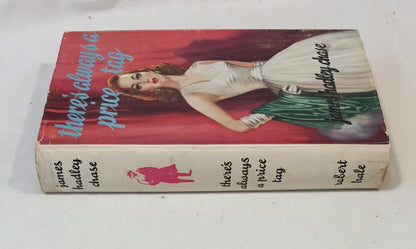 there's always a
price tag
james hadley chase
james
hadley
chase
there's
always
a price
tag
robert
hale